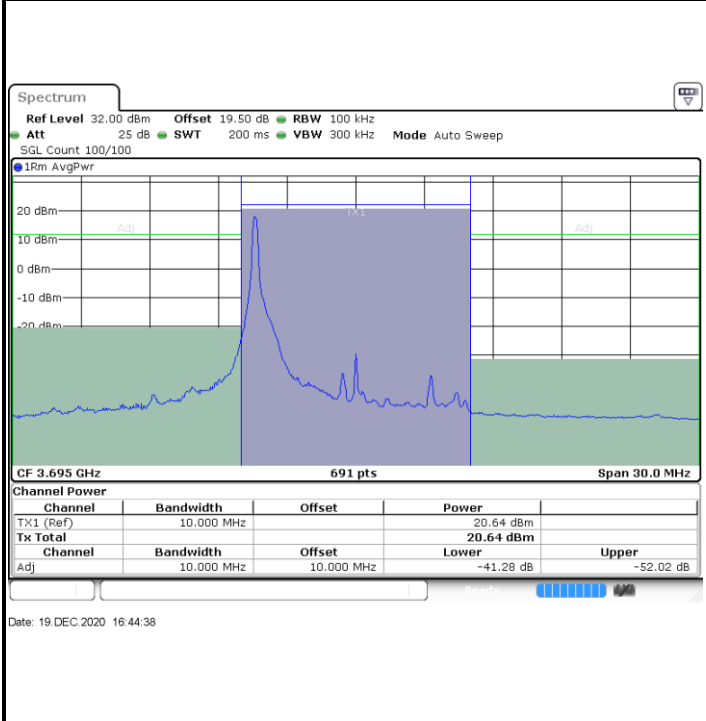 Spectrum
Ref Level 32.00 dBm Offset 19.50 dB RBW 100 kHz
Att 25 dB SWT 200 ms VBW 300 kHz Mode Auto Sweep
SGL Count 100/100
1Rm AvgPwr
20 dBm
TX1
Adj
Adj
10 dBm
0 dBm
-10 dBm
-20 dBm
CF 3.695 GHz 691 pts Span 30.0 MHz
Channel Power
Channel Bandwidth Offset Power
TX1 (Ref) 10.000 MHz 20.64 dBm
Tx Total 20.64 dBm
Channel Bandwidth Offset Lower Upper
Adj 10.000 MHz 10.000 MHz -41.28 dB -52.02 dB
Ready
Date: 19.DEC.2020 16:44:38